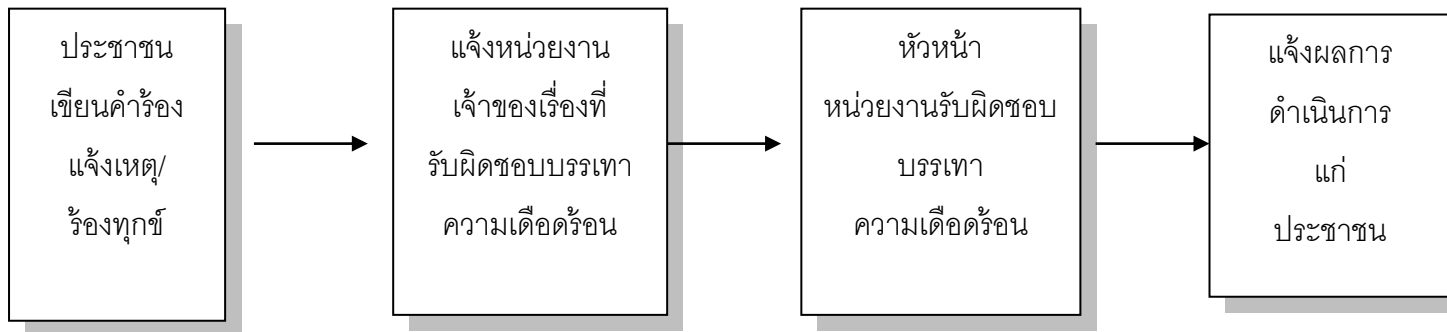 ประชาชน
เขียนคำร้อง
แจ้งเหตุ/
ร้องทุกข์
แจ้งหน่วยงาน
เจ้าของเรื่องที่
รับผิดชอบบรรเทา
ความเดือดร้อน
หัวหน้า
หน่วยงานรับผิดชอบ
บรรเทา
ความเดือดร้อน
แจ้งผลการ
ดำเนินการ
แก่
ประชาชน